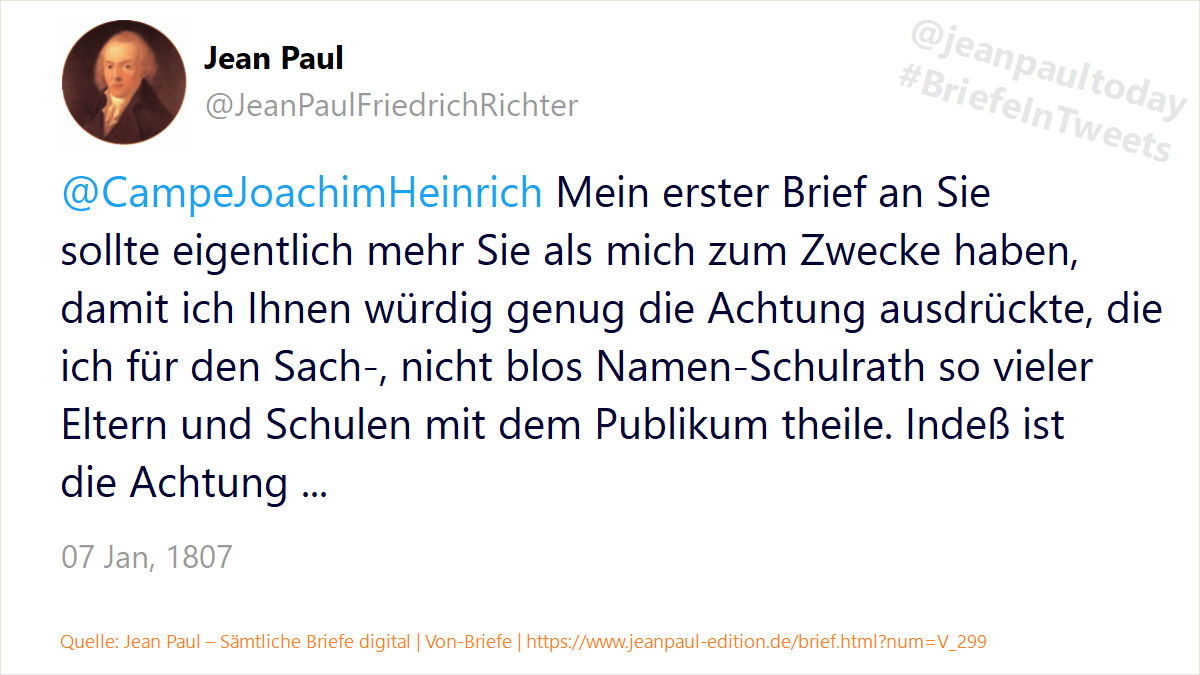 Jean Paul
@JeanPaulFriedrichRichter
@jeanpaultoday
#BriefeInTweets
@CampeJoachimHeinrich Mein erster Brief an Sie
sollte eigentlich mehr Sie als mich zum Zwecke haben,
damit ich Ihnen würdig genug die Achtung ausdrückte, die
ich für den Sach-, nicht blos Namen-Schulrath so vieler
Eltern und Schulen mit dem Publikum theile. Indeß ist
die Achtung ...
07 Jan, 1807
Quelle: Jean Paul – Sämtliche Briefe digital | Von-Briefe | https://www.jeanpaul-edition.de/brief.html?num=V_299